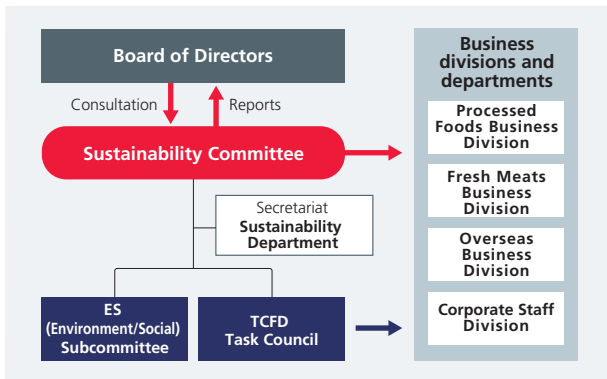 Board of Directors
Consultation
Reports
Sustainability Committee
Secretariat
Sustainability
Department
ES
(Environment/Social)
Subcommittee
TCFD
Task Council
Business
divisions and
departments
Processed
Foods Business
Division
Fresh Meats
Business
Division
Overseas
Business
Division
Corporate Staff
Division